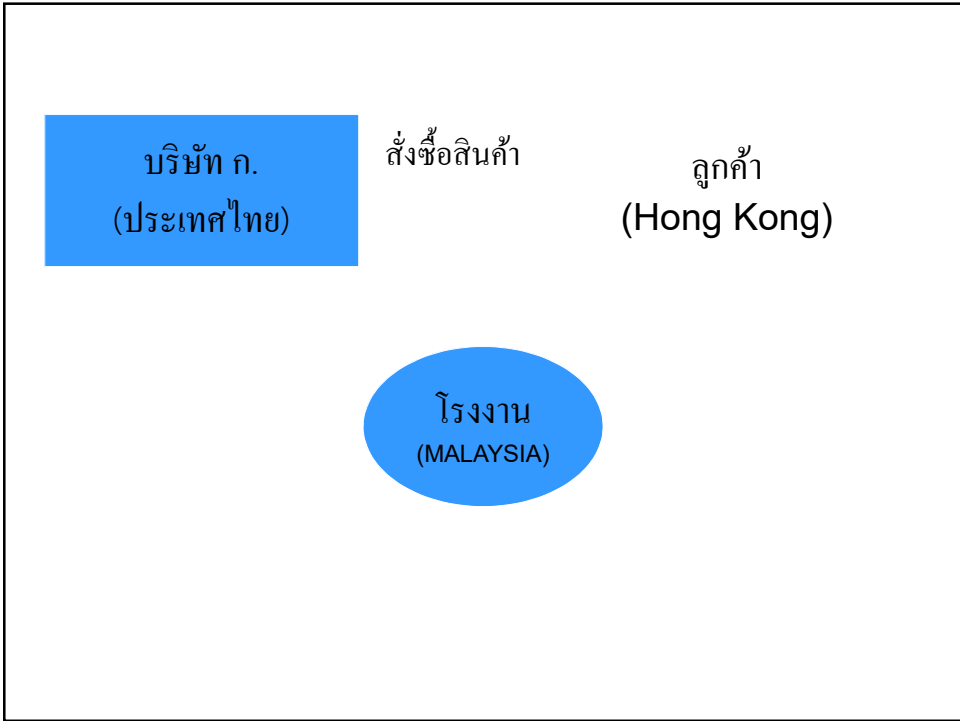 บริษัท ก.
(ประเทศไทย)
สั่งซื้อสินค้า
ลูกค้า
(Hong Kong)
โรงงาน
(MALAYSIA)